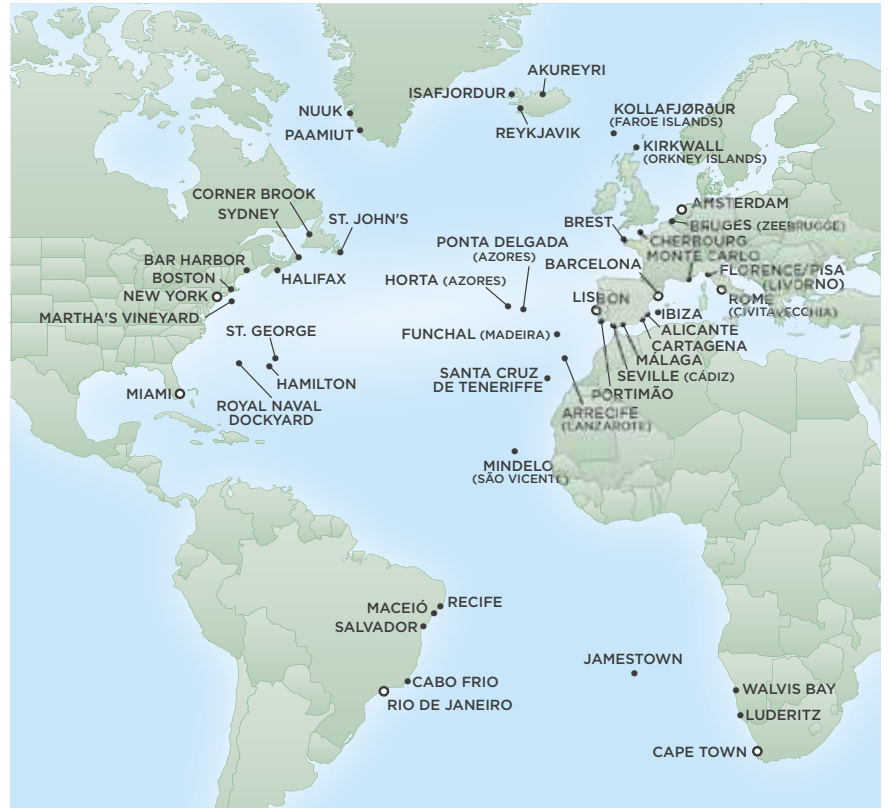 AKUREYRI
ISAFJORDUR
NUUK
KOLLAFJØRðUR
(FAROE ISLANDS)
PAAMIUT
REYKJAVIK
KIRKWALL
(ORKNEY ISLANDS)
CORNER BROOK
AMSTERDAM
SYDNEY
ST. JOHN'S
BREST
BRUGES (ZEEBRUGGE)
CHERBOURG
PONTA DELGADA
(AZORES)
MONTE CARLO
BAR HARBOR
BARCELONA
FLORENCE/PISA
(LIVORNO)
BOSTON
HALIFAX
HORTA (AZORES)
NEW YORK
LISBON
ROME
(CIVITAVECCHIA)
MARTHA'S VINEYARD
IBIZA
ST. GEORGE
FUNCHAL (MADEIRA)
ALICANTE
CARTAGENA
MÁLAGA
HAMILTON
SANTA CRUZ
DE TENERIFFE
SEVILLE (CÁDIZ)
MIAMI
PORTIMÃO
ROYAL NAVAL
DOCKYARD
ARRECIFE
(LANZAROTE)
MINDELO
(SÃO VICENTE)
MACEIÓ
RECIFE
SALVADOR
JAMESTOWN
CABO FRIO
WALVIS BAY
RIO DE JANEIRO
LUDERITZ
CAPE TOWN